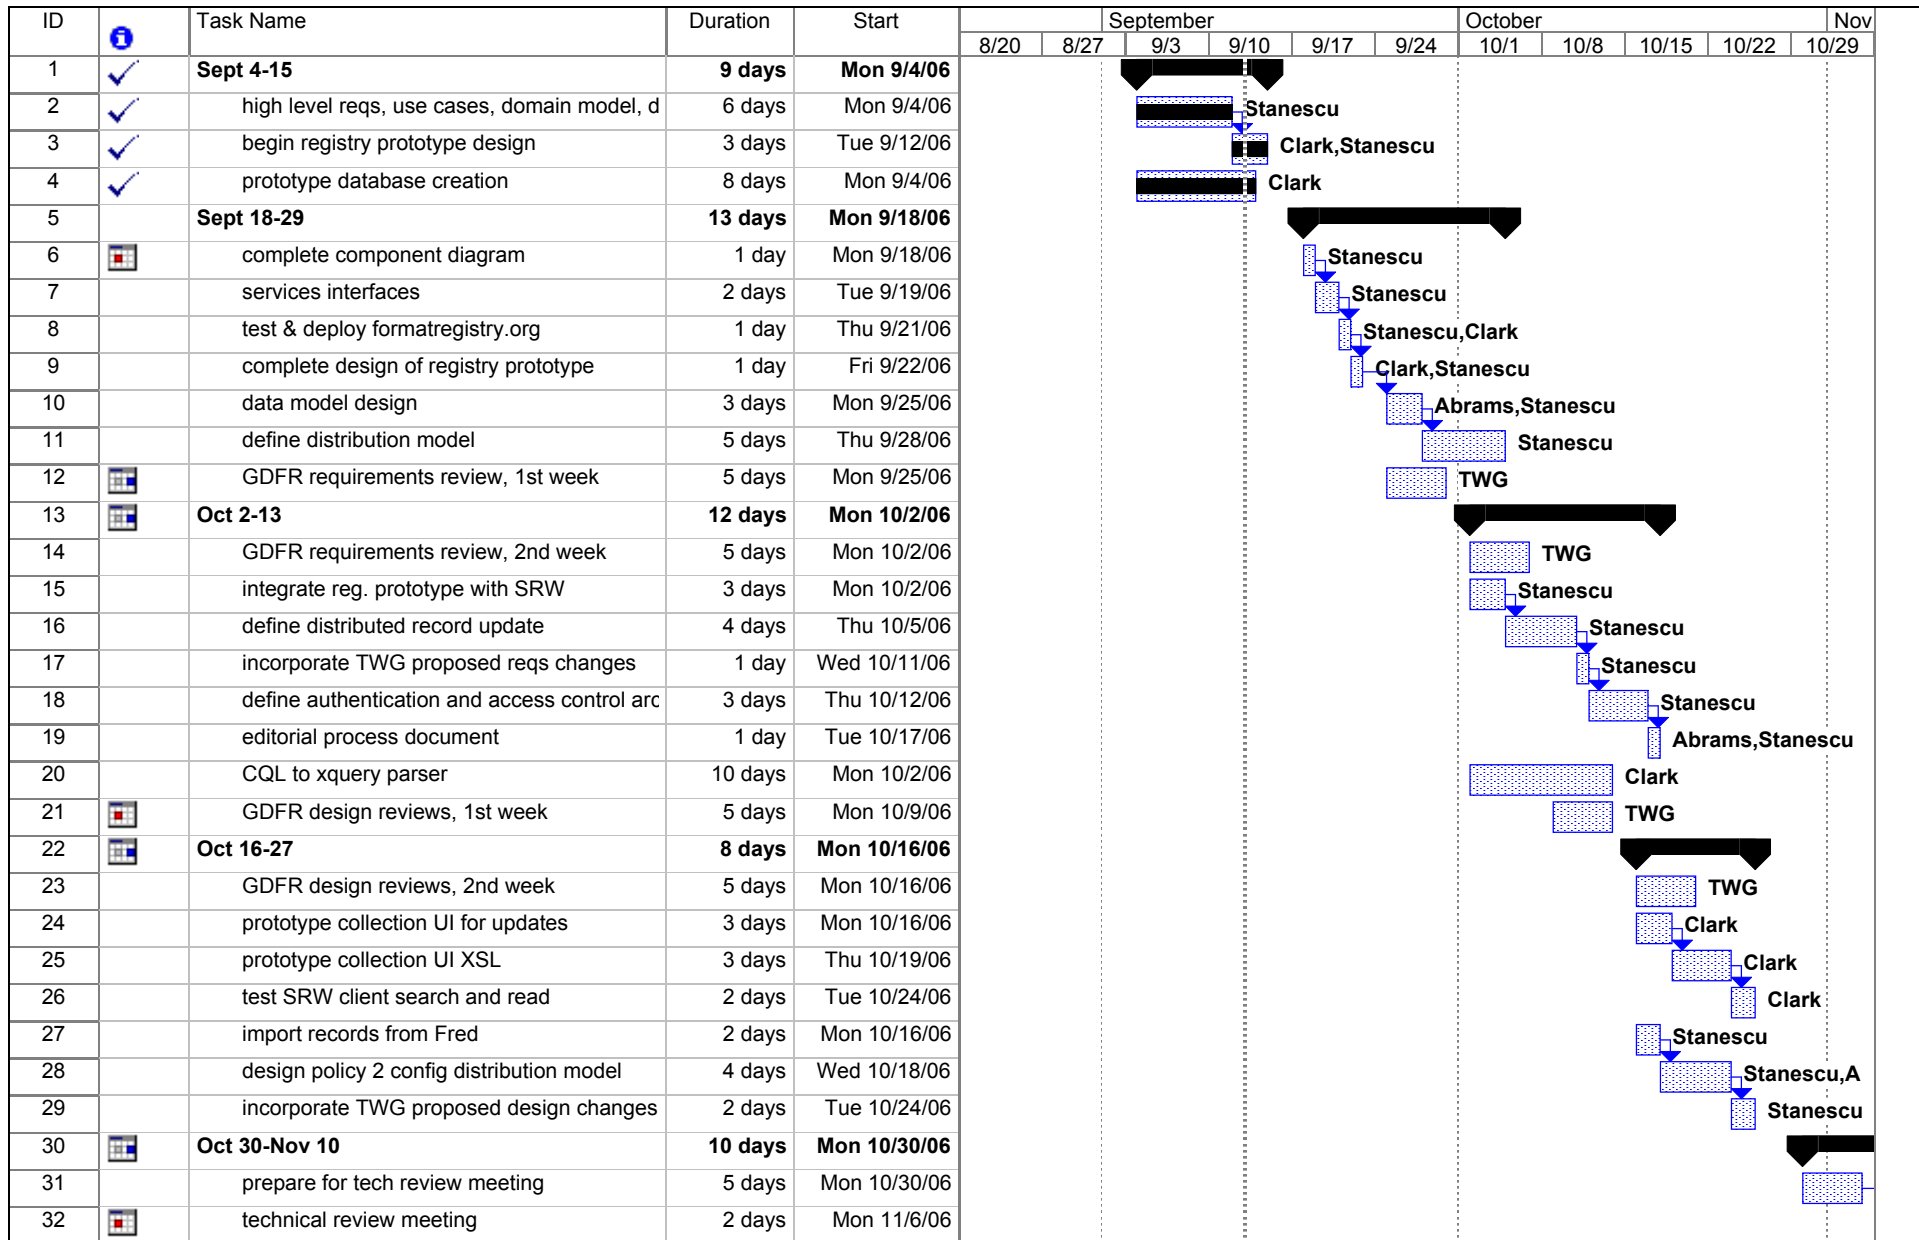 ID Task Name Duration Start September October Nov
8/20 8/27 9/3 9/10 9/17 9/24 10/1 10/8 10/15 10/22 10/29
1 Sept 4-15 9 days Mon 9/4/06
2 high level reqs, use cases, domain model, d 6 days Mon 9/4/06 Stanescu
3 begin registry prototype design 3 days Tue 9/12/06 Clark,Stanescu
4 prototype database creation 8 days Mon 9/4/06 Clark
5 Sept 18-29 13 days Mon 9/18/06
6 complete component diagram 1 day Mon 9/18/06 Stanescu
7 services interfaces 2 days Tue 9/19/06 Stanescu
8 test & deploy formatregistry.org 1 day Thu 9/21/06 Stanescu,Clark
9 complete design of registry prototype 1 day Fri 9/22/06 Clark,Stanescu
10 data model design 3 days Mon 9/25/06 Abrams,Stanescu
11 define distribution model 5 days Thu 9/28/06 Stanescu
12 GDFR requirements review, 1st week 5 days Mon 9/25/06 TWG
13 Oct 2-13 12 days Mon 10/2/06
14 GDFR requirements review, 2nd week 5 days Mon 10/2/06 TWG
15 integrate reg. prototype with SRW 3 days Mon 10/2/06 Stanescu
16 define distributed record update 4 days Thu 10/5/06 Stanescu
17 incorporate TWG proposed reqs changes 1 day Wed 10/11/06 Stanescu
18 define authentication and access control arc 3 days Thu 10/12/06 Stanescu
19 editorial process document 1 day Tue 10/17/06 Abrams,Stanescu
20 CQL to xquery parser 10 days Mon 10/2/06 Clark
21 GDFR design reviews, 1st week 5 days Mon 10/9/06 TWG
22 Oct 16-27 8 days Mon 10/16/06
23 GDFR design reviews, 2nd week 5 days Mon 10/16/06 TWG
24 prototype collection UI for updates 3 days Mon 10/16/06 Clark
25 prototype collection UI XSL 3 days Thu 10/19/06 Clark
26 test SRW client search and read 2 days Tue 10/24/06 Clark
27 import records from Fred 2 days Mon 10/16/06 Stanescu
28 design policy 2 config distribution model 4 days Wed 10/18/06 Stanescu,A
29 incorporate TWG proposed design changes 2 days Tue 10/24/06 Stanescu
30 Oct 30-Nov 10 10 days Mon 10/30/06
31 prepare for tech review meeting 5 days Mon 10/30/06
32 technical review meeting 2 days Mon 11/6/06